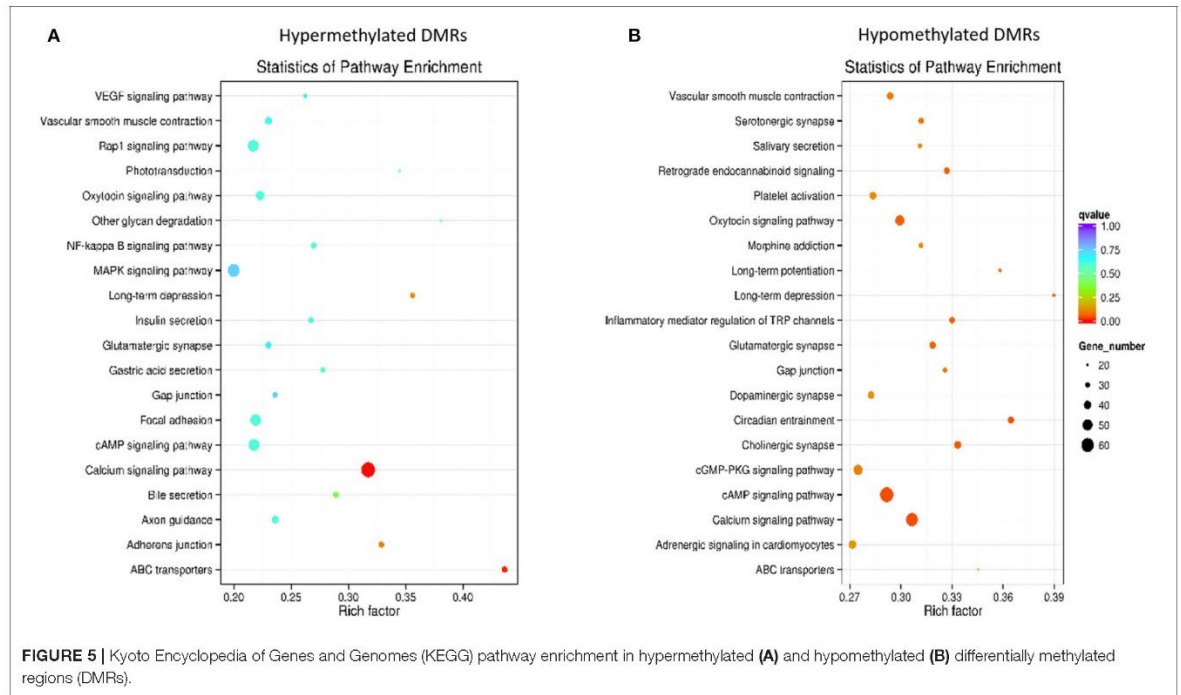 A
Hypermethylated DMRs
Statistics of Pathway Enrichment
VEGF signaling pathway
Vascular smooth muscle contraction
Rap1 signaling pathway
Phototransduction
Oxytocin signaling pathway
Other glycan degradation
NF-kappa B signaling pathway
MAPK signaling pathway
Long-term depression
Insulin secretion
Glutamatergic synapse
Gastric acid secretion
Gap junction
Focal adhesion
cAMP signaling pathway
Calcium signaling pathway
Bile secretion
Axon guidance
Adherens junction
ABC transporters
0.20 0.25 0.30 0.35 0.40
Rich factor
B
Hypomethylated DMRs
Statistics of Pathway Enrichment
Vascular smooth muscle contraction
Serotonergic synapse
Salivary secretion
Retrograde endocannabinoid signaling
Platelet activation
Oxytocin signaling pathway
Morphine addiction
Long-term potentiation
Long-term depression
Inflammatory mediator regulation of TRP channels
Glutamatergic synapse
Gap junction
Dopaminergic synapse
Circadian entrainment
Cholinergic synapse
cGMP-PKG signaling pathway
cAMP signaling pathway
Calcium signaling pathway
Adrenergic signaling in cardiomyocytes
ABC transporters
0.27 0.30 0.33 0.36 0.39
Rich factor
qvalue
1.00
0.75
0.50
0.25
0.00
Gene_number
20
30
40
50
60
FIGURE 5 | Kyoto Encyclopedia of Genes and Genomes (KEGG) pathway enrichment in hypermethylated (A) and hypomethylated (B) differentially methylated
regions (DMRs).